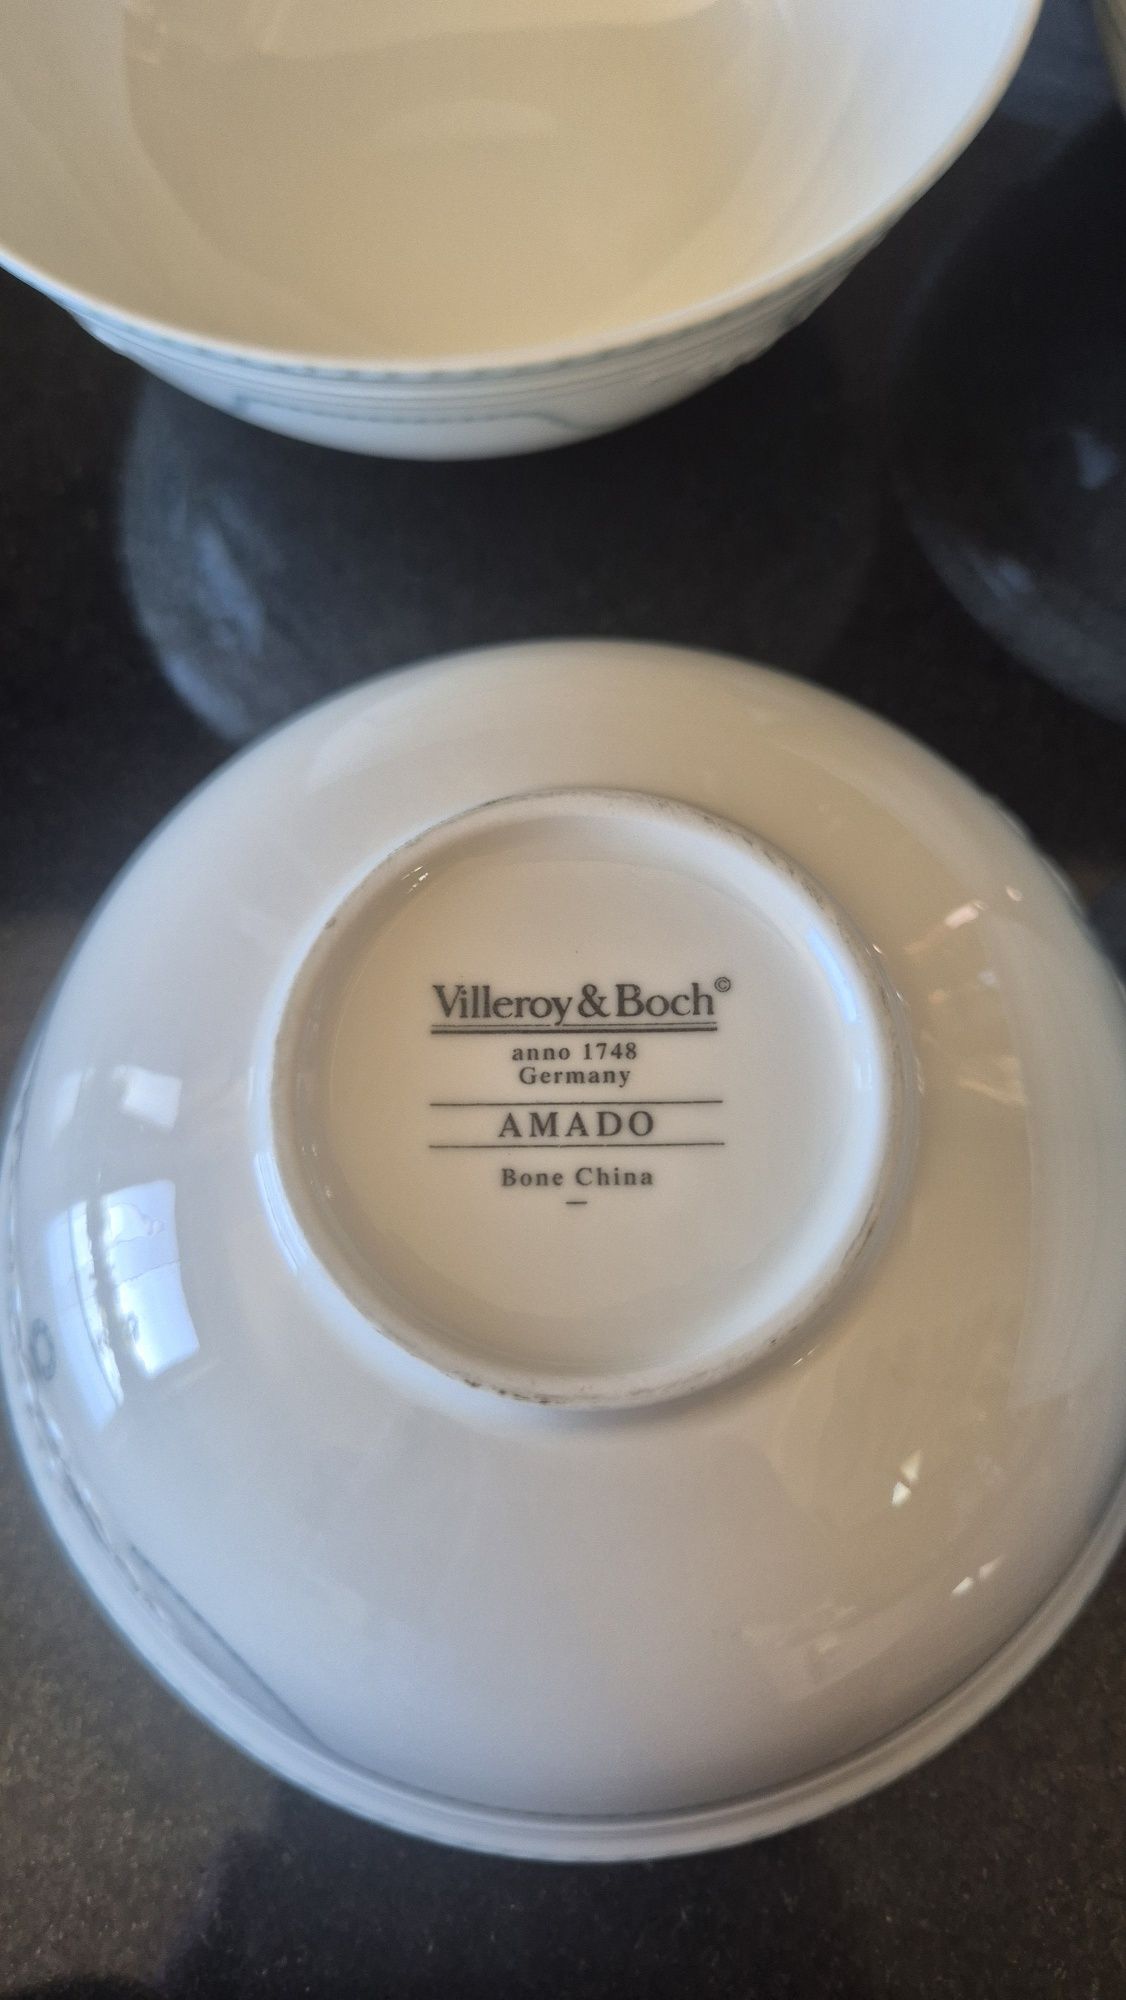 Villeroy & Boch©
anno 1748
Germany
AMADO
Bone China